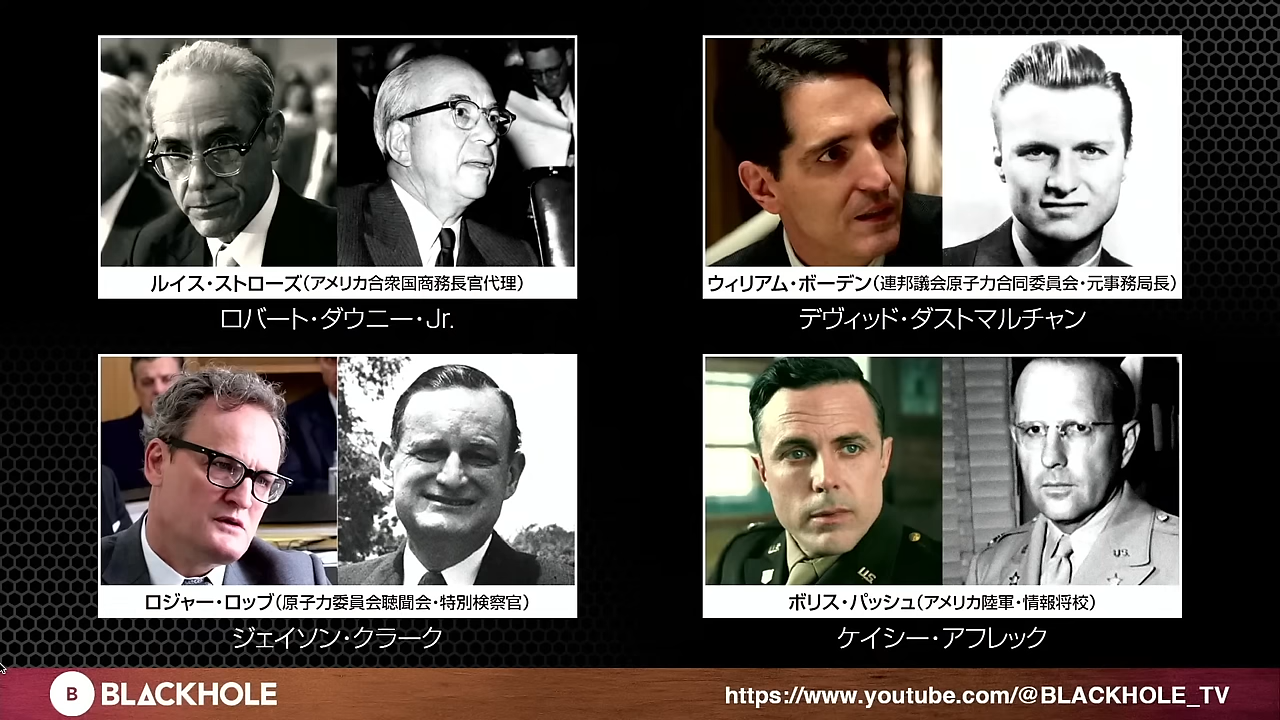 ルイス・ストローズ(アメリカ合衆国商務長官代理)
ロバート・ダウニー・Jr.
ウィリアム・ボーデン(連邦議会原子力合同委員会・元事務局長)
デヴィッド・ダストマルチャン
ロジャー・ロッブ(原子力委員会聴聞会・特別検察官)
ジェイソン・クラーク
ボリス・パッシュ(アメリカ陸軍・情報将校)
ケイシー・アフレック
B BLACKHOLE
https://www.youtube.com/@BLACKHOLE_TV